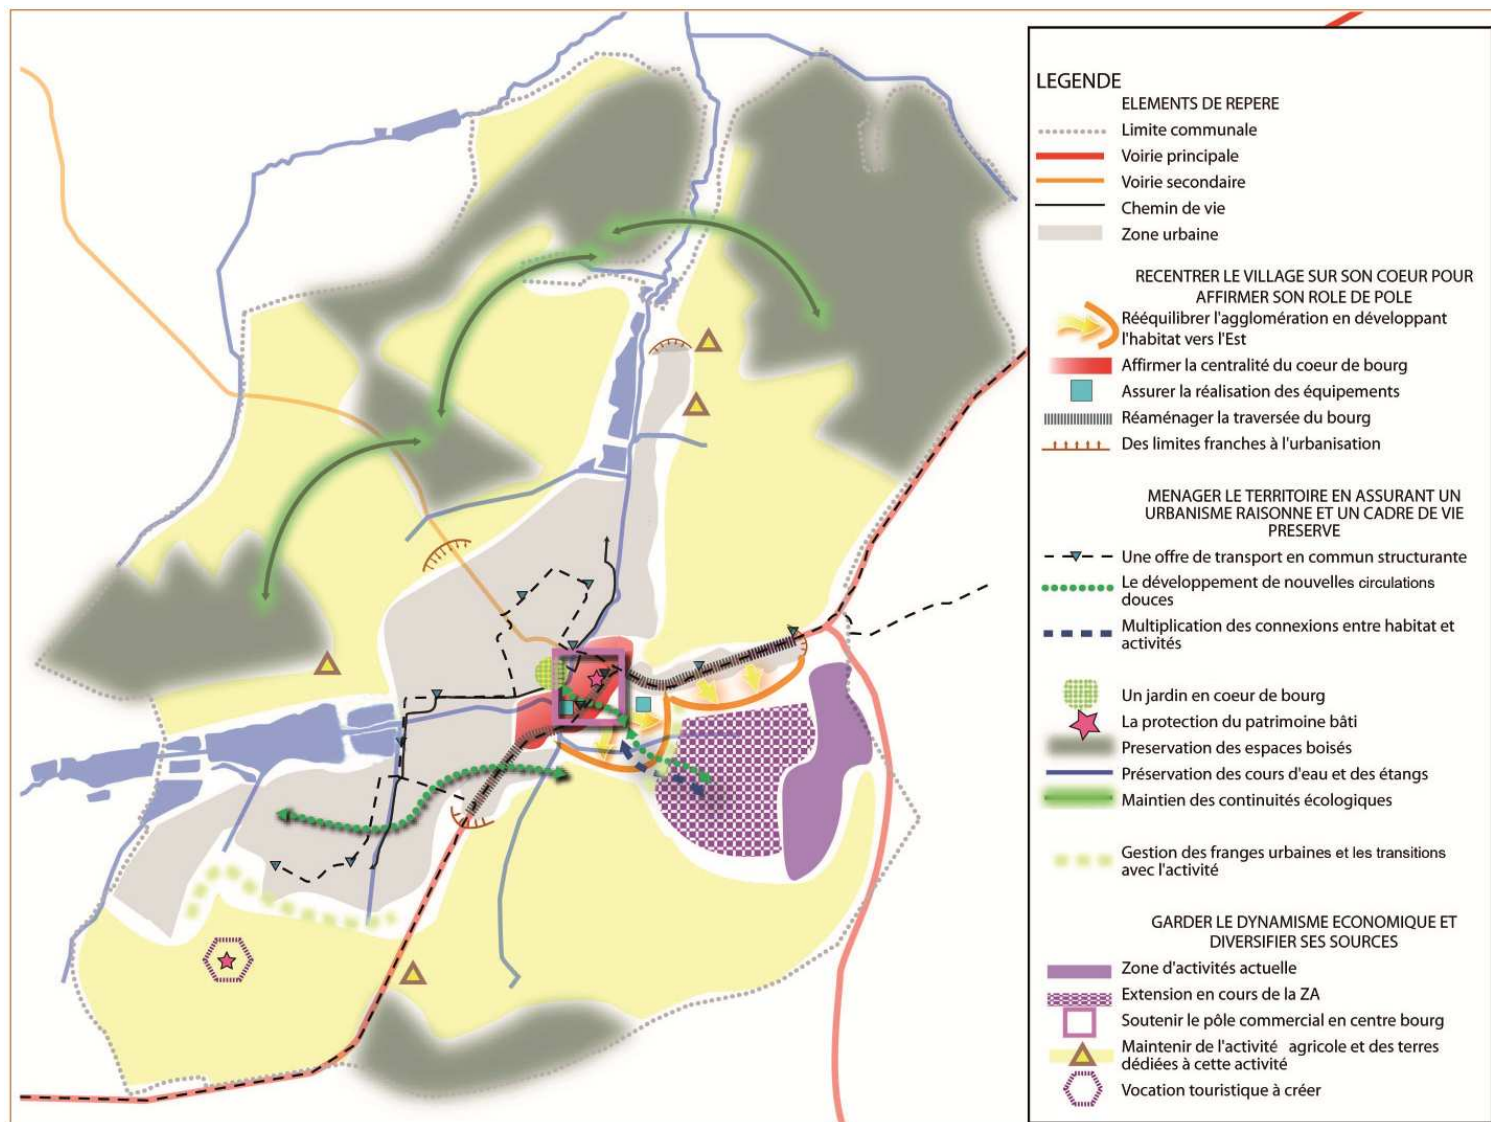 LEGENDE
ELEMENTS DE REPERE
Limite communale
Voirie principale
Voirie secondaire
Chemin de vie
Zone urbaine
RECENTRER LE VILLAGE SUR SON COEUR POUR
AFFIRMER SON ROLE DE POLE
Rééquilibrer l'agglomération en développant
l'habitat vers l'Est
Affirmer la centralité du coeur de bourg
Assurer la réalisation des équipements
Réaménager la traversée du bourg
Des limites franches à l'urbanisation
MENAGER LE TERRITOIRE EN ASSURANT UN
URBANISME RAISONNE ET UN CADRE DE VIE
PRESERVE
Une offre de transport en commun structurante
Le développement de nouvelles circulations
douces
Multiplication des connexions entre habitat et
activités
Un jardin en coeur de bourg
La protection du patrimoine bâti
Preservation des espaces boisés
Préservation des cours d'eau et des étangs
Maintien des continuités écologiques
Gestion des franges urbaines et les transitions
avec l'activité
GARDER LE DYNAMISME ECONOMIQUE ET
DIVERSIFIER SES SOURCES
Zone d'activités actuelle
Extension en cours de la ZA
Soutenir le pôle commercial en centre bourg
Maintenir de l'activité agricole et des terres
dédiées à cette activité
Vocation touristique à créer